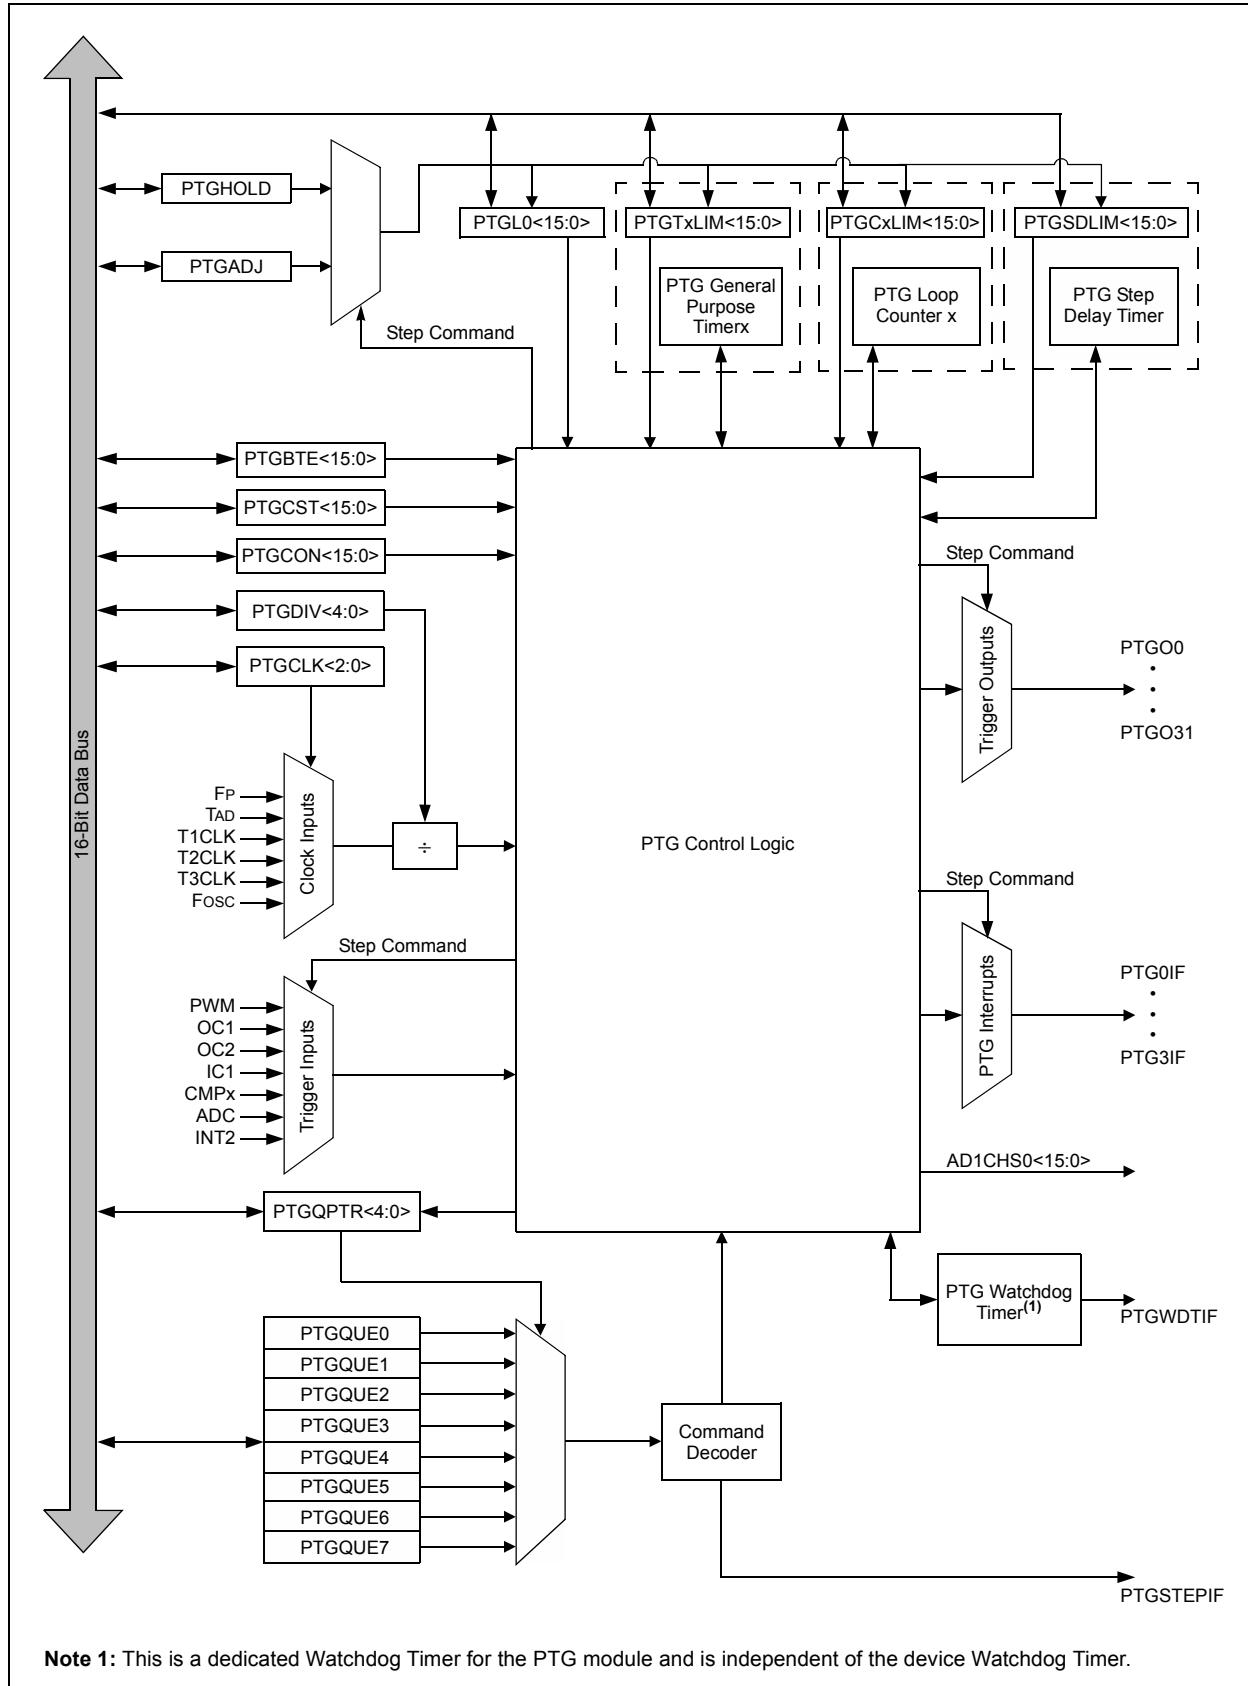 PTGHOLD
PTGL0<15:0>
PTGTxLIM<15:0>
PTGCxLIM<15:0>
PTGSDLIM<15:0>
PTGADJ
PTG General
Purpose
Timerx
PTG Loop
Counter x
PTG Step
Delay Timer
Step Command
PTGBTE<15:0>
PTGCST<15:0>
PTGCON<15:0>
PTGDIV<4:0>
PTGCLK<2:0>
16-Bit Data Bus
FP
TAD
T1CLK
T2CLK
T3CLK
FOSC
Clock Inputs
÷
PTG Control Logic
Step Command
Trigger Outputs
PTGO0
•
•
•
PTGO31
Step Command
PTG Interrupts
PTG0IF
•
•
•
PTG3IF
Step Command
PWM
OC1
OC2
IC1
CMPx
ADC
INT2
Trigger Inputs
AD1CHS0<15:0>
PTGQPTR<4:0>
PTG Watchdog
Timer(1)
PTGWDTIF
PTGQUE0
PTGQUE1
PTGQUE2
PTGQUE3
PTGQUE4
PTGQUE5
PTGQUE6
PTGQUE7
Command
Decoder
PTGSTEPIF
Note 1: This is a dedicated Watchdog Timer for the PTG module and is independent of the device Watchdog Timer.